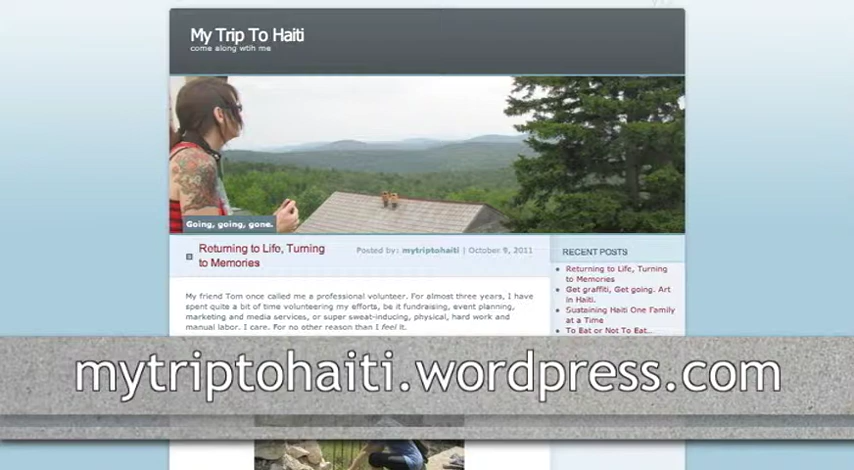 My Trip To Haiti
come along wtih me
Going, going, gone.
Returning to Life, Turning
to Memories
Posted by: mytriptohaiti | October 9, 2011
My friend Tom once called me a professional volunteer. For almost three years, I have
spent quite a bit of time volunteering my efforts, be it fundraising, event planning,
marketing and media services, or super sweat-inducing, physical, hard work and
manual labor. I care. For no other reason than I feel it.
RECENT POSTS
Returning to Life, Turning
to Memories
Get graffiti, Get going. Art
in Haiti.
Sustaining Haiti One Family
at a Time
To Eat or Not To Eat...
mytriptohaiti.wordpress.com